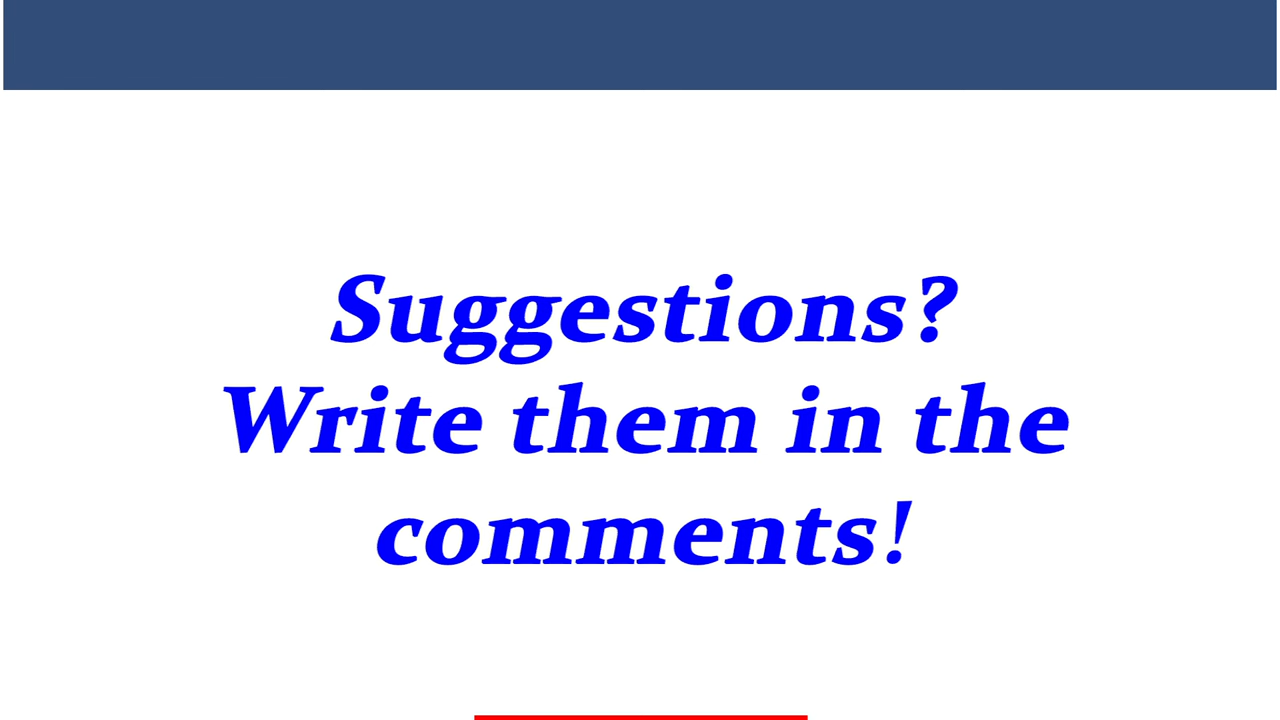 Suggestions?
Write them in the
comments!